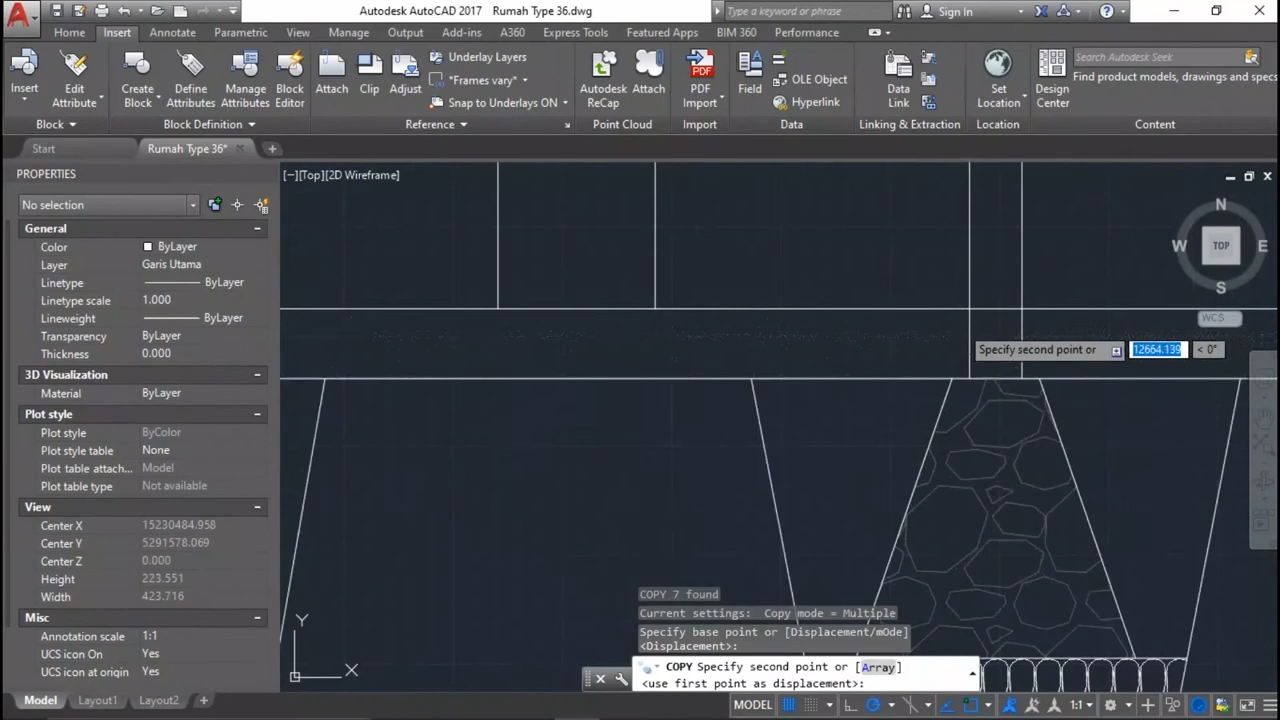 Autodesk AutoCAD 2017 Rumah Type 36.dwg
Type a keyword or phrase
Sign In
Home Insert Annotate Parametric View Manage Output Add-ins A360 Express Tools Featured Apps BIM 360 Performance
Insert
Edit
Attribute
Create
Block
Define
Attributes
Manage
Attributes
Block
Editor
Attach
Clip
Adjust
Underlay Layers
*Frames vary*
Snap to Underlays ON
Autodesk
ReCap
Attach
PDF
Import
Field
OLE Object
Hyperlink
Data
Link
Set
Location
Design
Center
Search Autodesk Seek
Find product models, drawings and specs
Block Block Definition Reference Point Cloud Import Data Linking & Extraction Location Content
Start Rumah Type 36*
PROPERTIES
No selection
General
Color ByLayer
Layer Garis Utama
Linetype ByLayer
Linetype scale 1.000
Lineweight ByLayer
Transparency ByLayer
Thickness 0.000
3D Visualization
Material ByLayer
Plot style
Plot style ByColor
Plot style table None
Plot table attach... Model
Plot table type Not available
View
Center X 15230484.958
Center Y 5291578.069
Center Z 0.000
Height 223.551
Width 423.716
Misc
Annotation scale 1:1
UCS icon On Yes
UCS icon at origin Yes
[−][Top][2D Wireframe]
N
W TOP E
S
WCS
Specify second point or 12664.139 < 0°
Y
X
COPY 7 found
Current settings: Copy mode = Multiple
Specify base point or [Displacement/mOde]
<Displacement>:
COPY Specify second point or [Array]
<use first point as displacement>:
Model Layout1 Layout2 +
MODEL 1:1